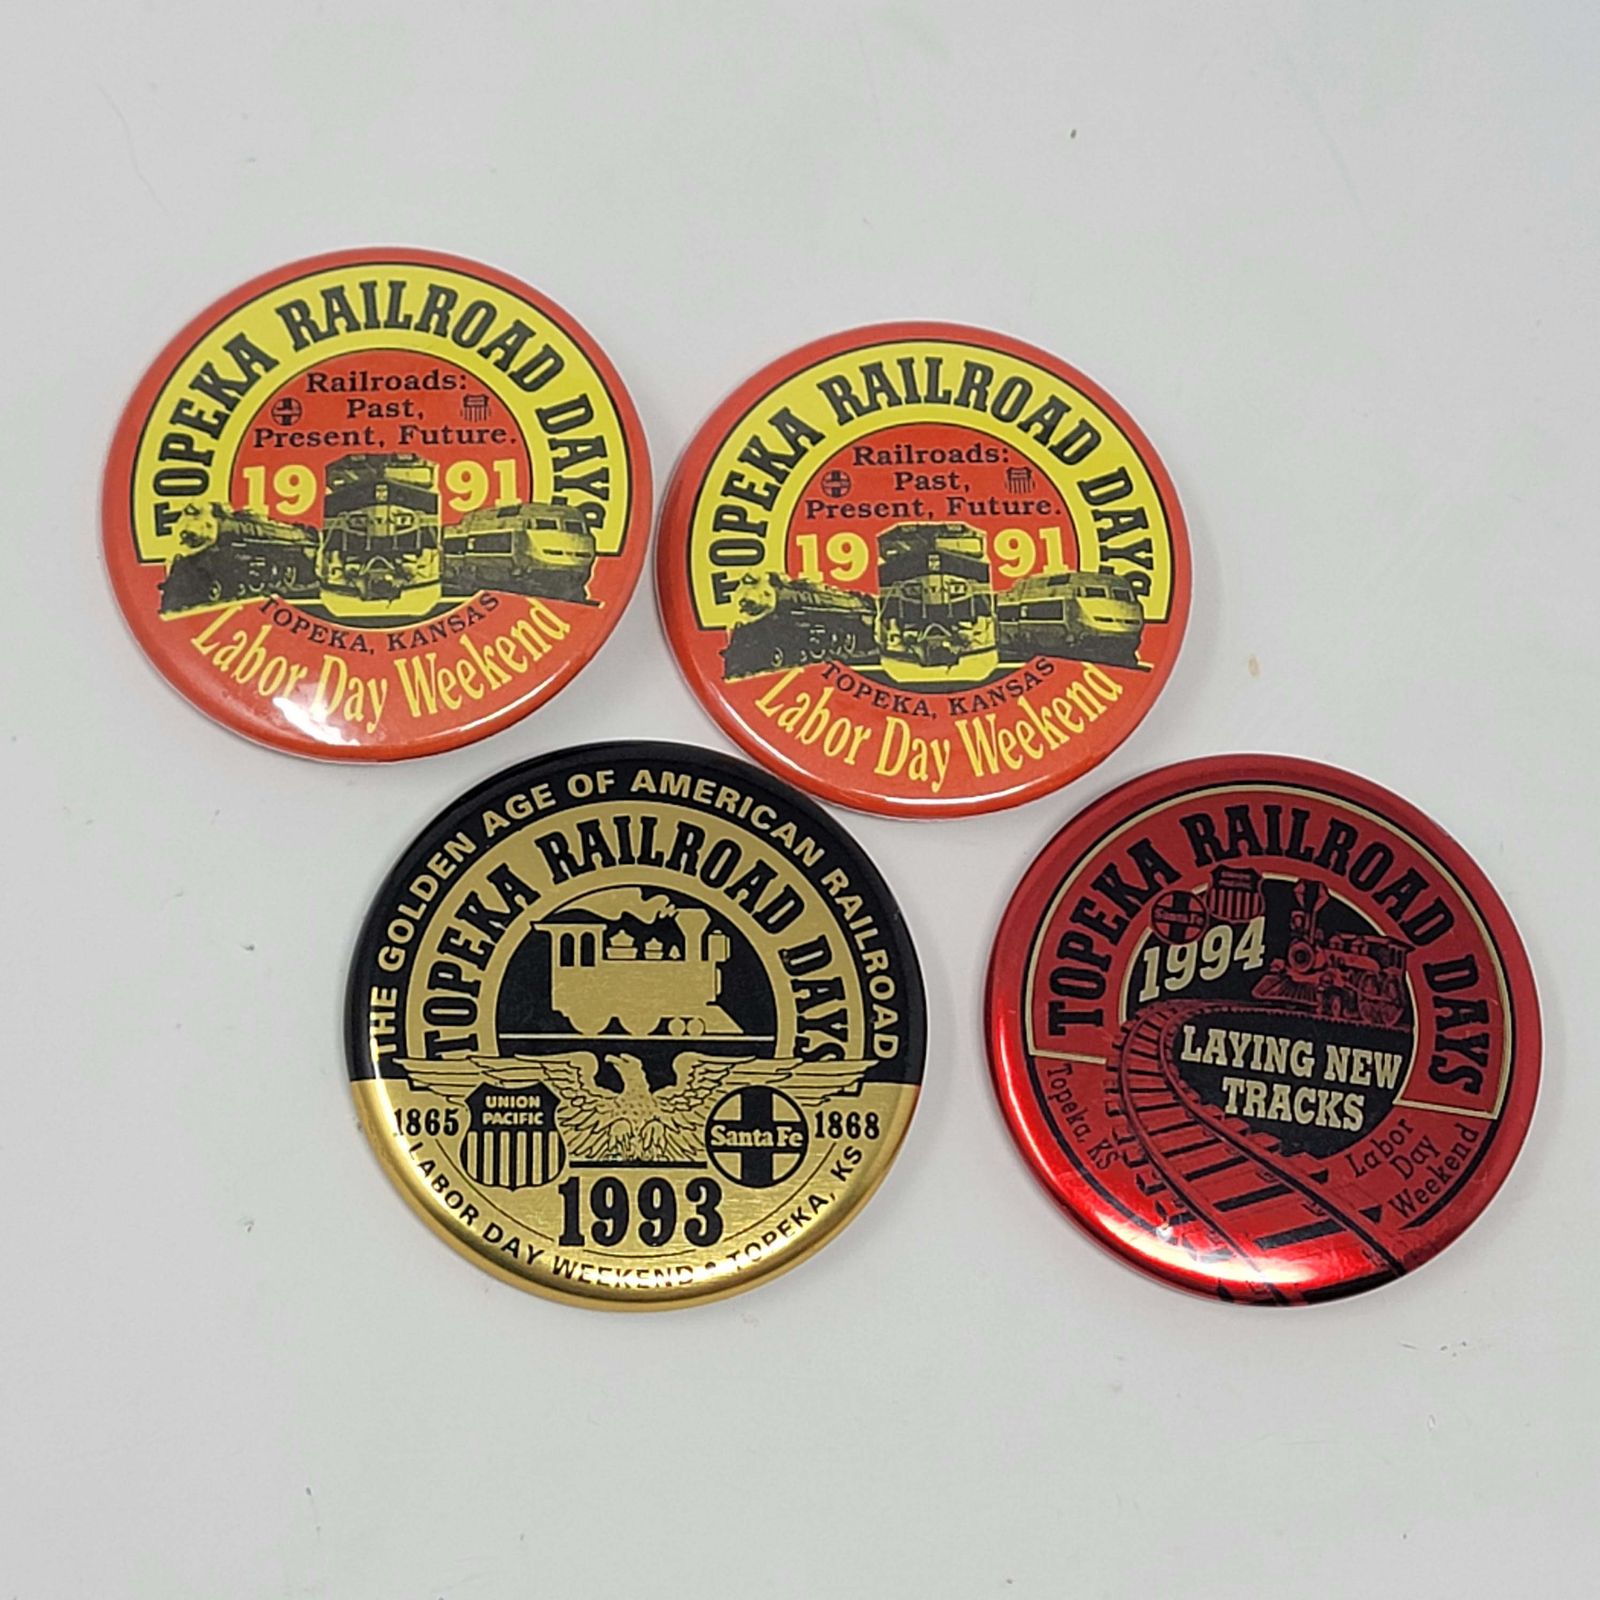 TOPEKA RAILROAD DAYS
Railroads:
Past,
Present, Future.
19 91
TOPEKA, KANSAS
Labor Day Weekend
TOPEKA RAILROAD DAYS
Railroads:
Past,
Present, Future.
19 91
TOPEKA, KANSAS
Labor Day Weekend
THE GOLDEN AGE OF AMERICAN RAILROAD
TOPEKA RAILROAD DAYS
1865
UNION
PACIFIC
Santa Fe
1868
1993
LABOR DAY WEEKEND & TOPEKA, KS
TOPEKA RAILROAD DAYS
Santa Fe
1994
LAYING NEW
TRACKS
Topeka, KS
Labor
Day
Weekend